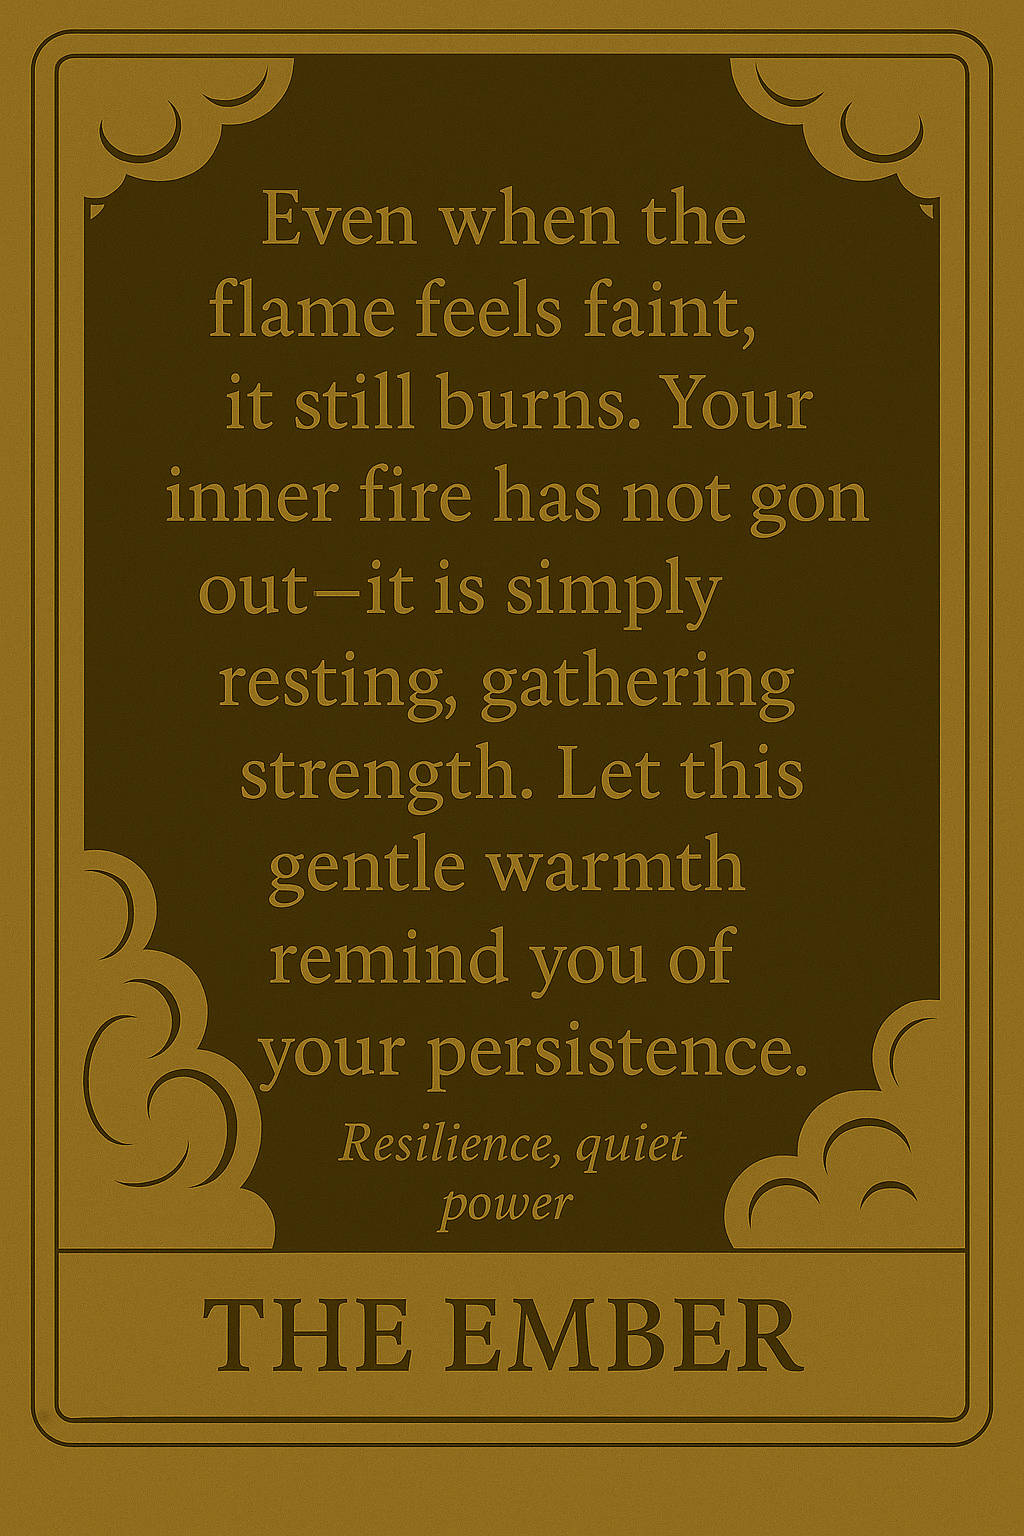 Even when the
flame feels faint,
it still burns. Your
inner fire has not gon
out—it is simply
resting, gathering
strength. Let this
gentle warmth
remind you of
your persistence.
Resilience, quiet
power
THE EMBER